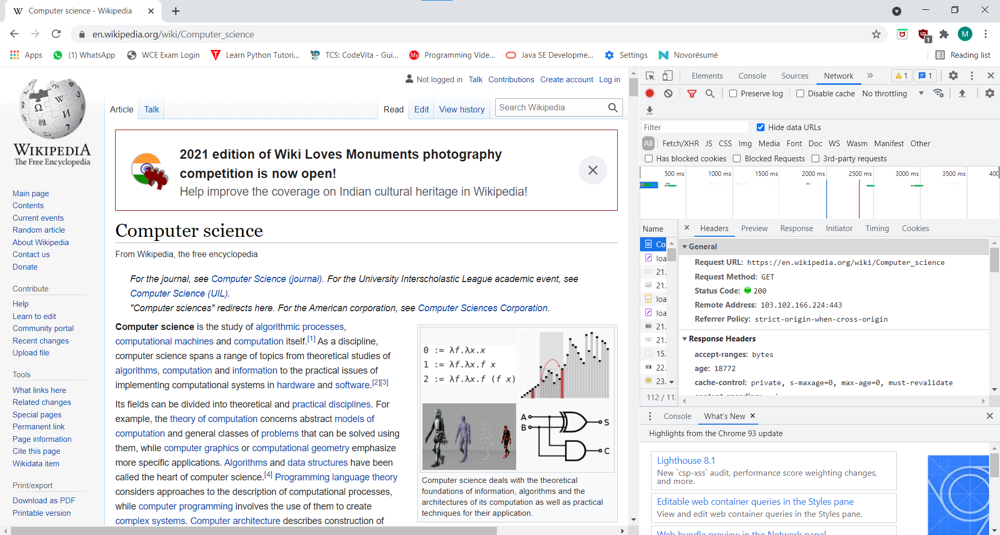 Computer science - Wikipedia
en.wikipedia.org/wiki/Computer_science
1
M
Apps
(1) WhatsApp
WCE Exam Login
Learn Python Tutori...
TCS: CodeVita - Gui...
My
Programming Vide...
Java SE Developme...
Settings
Novorésumé
Reading list
WIKIPEDIA
The Free Encyclopedia
Main page
Contents
Current events
Random article
About Wikipedia
Contact us
Donate
Contribute
Help
Learn to edit
Community portal
Recent changes
Upload file
Tools
What links here
Related changes
Special pages
Permanent link
Page information
Cite this page
Wikidata item
Print/export
Download as PDF
Printable version
Not logged in Talk Contributions Create account Log in
Article Talk
Read Edit View history
Search Wikipedia
2021 edition of Wiki Loves Monuments photography
competition is now open!
Help improve the coverage on Indian cultural heritage in Wikipedia!
Computer science
From Wikipedia, the free encyclopedia
For the journal, see Computer Science (journal). For the University Interscholastic League academic event, see
Computer Science (UIL).
"Computer sciences" redirects here. For the American corporation, see Computer Sciences Corporation.
Computer science is the study of algorithmic processes,
computational machines and computation itself.[1] As a discipline,
computer science spans a range of topics from theoretical studies of
algorithms, computation and information to the practical issues of
implementing computational systems in hardware and software.[2][3]
Its fields can be divided into theoretical and practical disciplines. For
example, the theory of computation concerns abstract models of
computation and general classes of problems that can be solved using
them, while computer graphics or computational geometry emphasize
more specific applications. Algorithms and data structures have been
called the heart of computer science.[4] Programming language theory
considers approaches to the description of computational processes,
while computer programming involves the use of them to create
complex systems. Computer architecture describes construction of
0 := λf.λx.x
1 := λf.λx.f x
2 := λf.λx.f (f x)
A
B
S
C
Computer science deals with the theoretical
foundations of information, algorithms and the
architectures of its computation as well as practical
techniques for their application.
Elements Console Sources Network 1 1
Preserve log Disable cache No throttling
Filter
Hide data URLs
All Fetch/XHR JS CSS Img Media Font Doc WS Wasm Manifest Other
Has blocked cookies Blocked Requests 3rd-party requests
500 ms 1000 ms 1500 ms 2000 ms 2500 ms 3000 ms 3500 ms 400
Name
Co
loa
21.
21.
loa
loa
21.
21.
15.
22.
23.
112 / 11
Headers Preview Response Initiator Timing Cookies
General
Request URL: https://en.wikipedia.org/wiki/Computer_science
Request Method: GET
Status Code: 200
Remote Address: 103.102.166.224:443
Referrer Policy: strict-origin-when-cross-origin
Response Headers
accept-ranges: bytes
age: 18772
cache-control: private, s-maxage=0, max-age=0, must-revalidate
Console What's New
Highlights from the Chrome 93 update
Lighthouse 8.1
New `csp-xss` audit, performance score weighting changes,
and more.
Editable web container queries in the Styles pane
View and edit web container queries in the Styles pane.
Web bundle preview in the Network panel